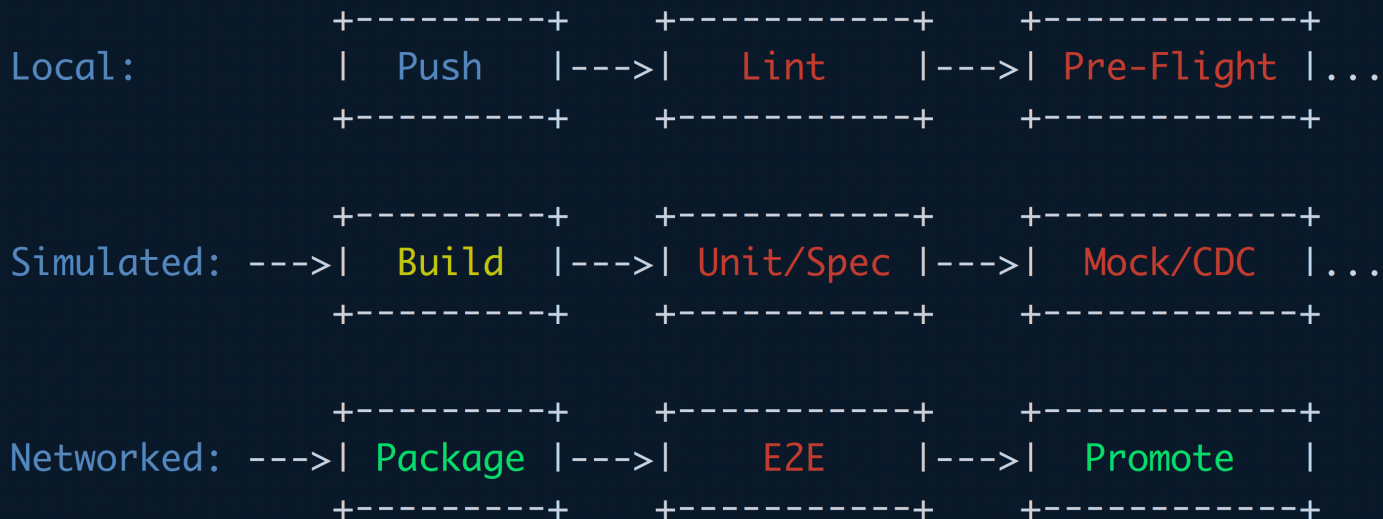 +---------+    +-----------+    +------------+
Local:         |  Push   |--->|   Lint    |--->| Pre-Flight |...
+---------+    +-----------+    +------------+
+---------+    +-----------+    +------------+
Simulated: --->|  Build  |--->| Unit/Spec |--->|  Mock/CDC  |...
+---------+    +-----------+    +------------+
+---------+    +-----------+    +------------+
Networked: --->| Package |--->|    E2E    |--->|  Promote   |
+---------+    +-----------+    +------------+